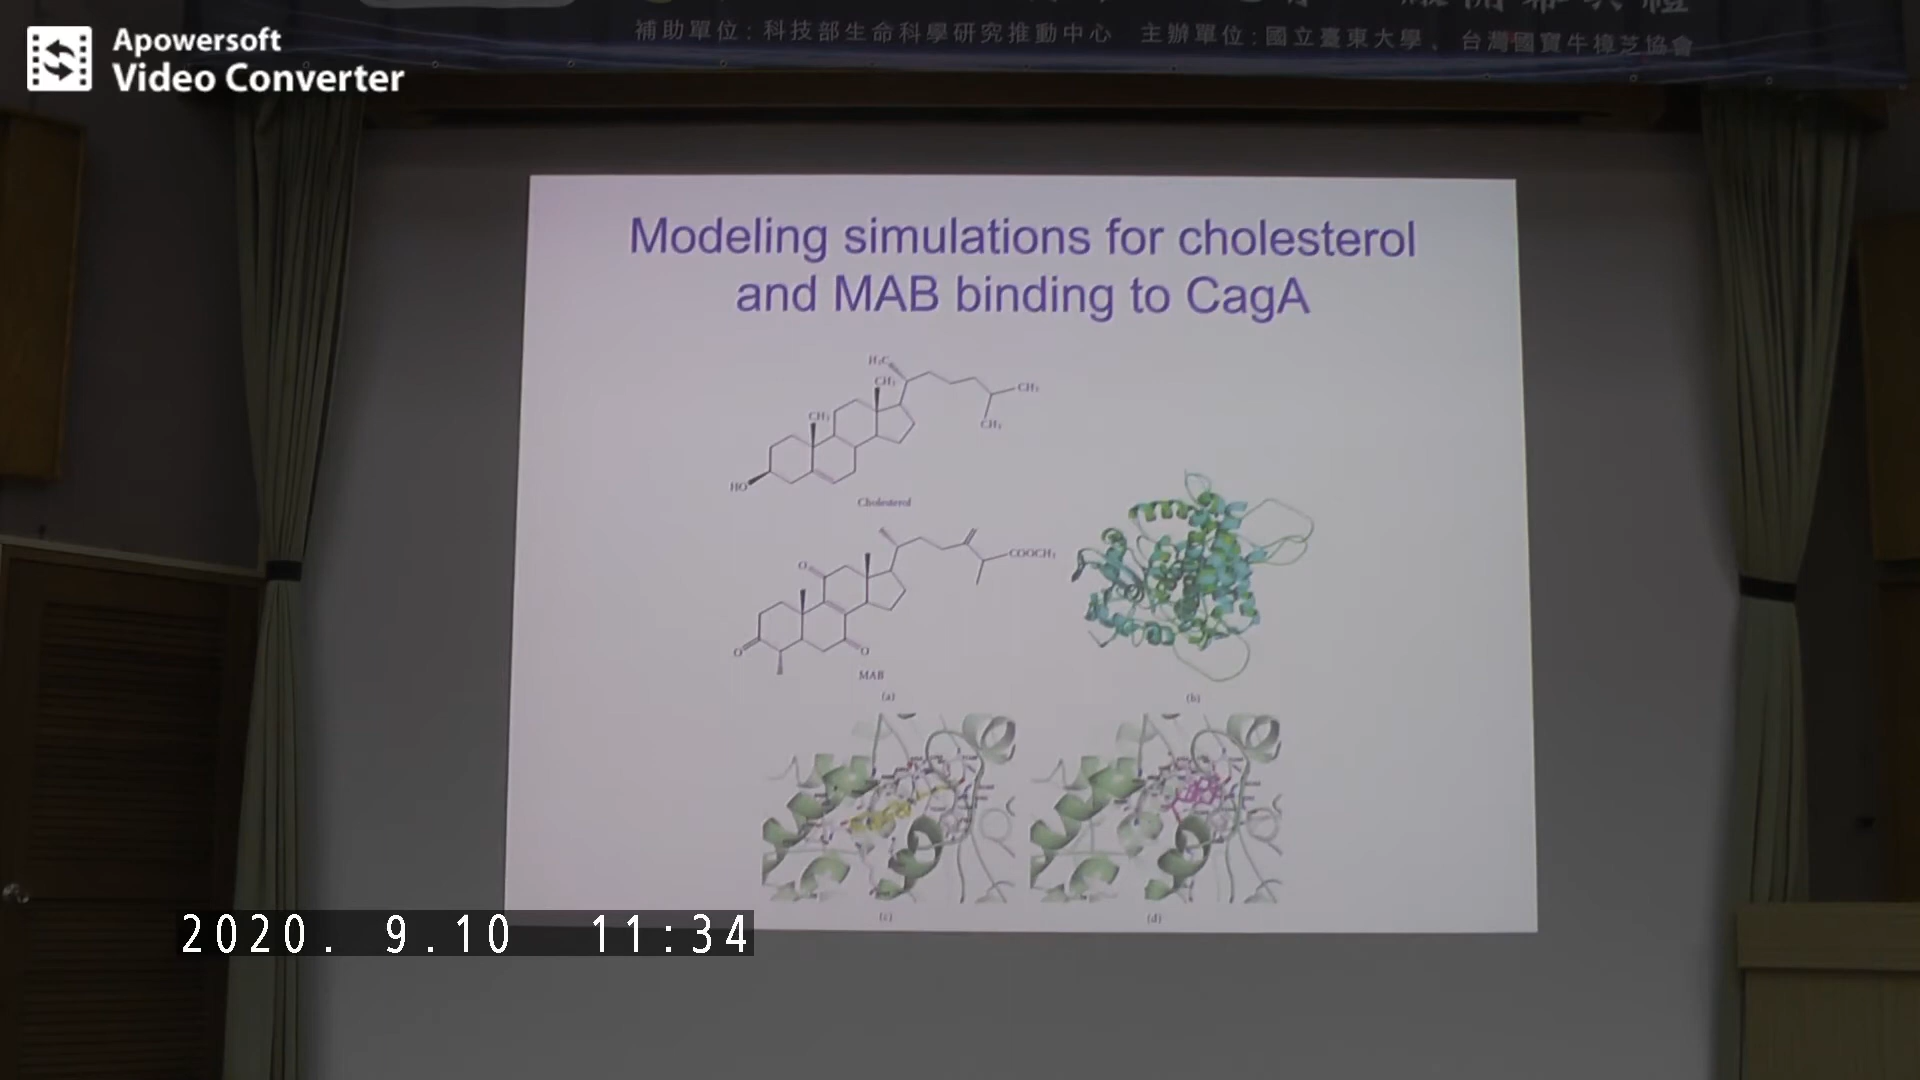 Apowersoft
Video Converter
補助單位：科技部生命科學研究推動中心 主辦單位：國立臺東大學、台灣國寶牛樟芝協會
Modeling simulations for cholesterol
and MAB binding to CagA
H₃C
CH₃
CH₃
CH₃
CH₃
HO
Cholesterol
O
COOCH₃
O
O
MAB
(a)
(b)
(c)
(d)
2020. 9.10 11:34